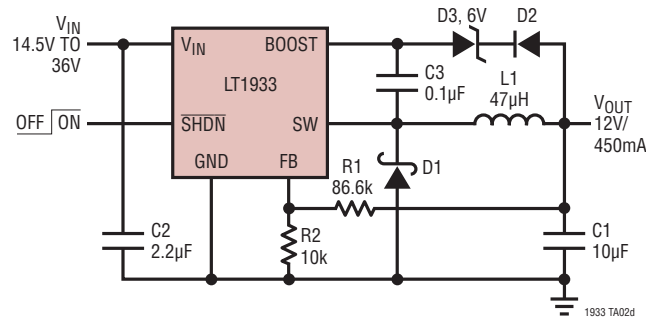 VIN
14.5V TO
36V
VIN
BOOST
LT1933
OFF ON
SHDN
SW
GND
FB
D3, 6V
D2
C3
0.1µF
L1
47µH
VOUT
12V/
450mA
R1
86.6k
D1
C2
2.2µF
R2
10k
C1
10µF
1933 TA02d